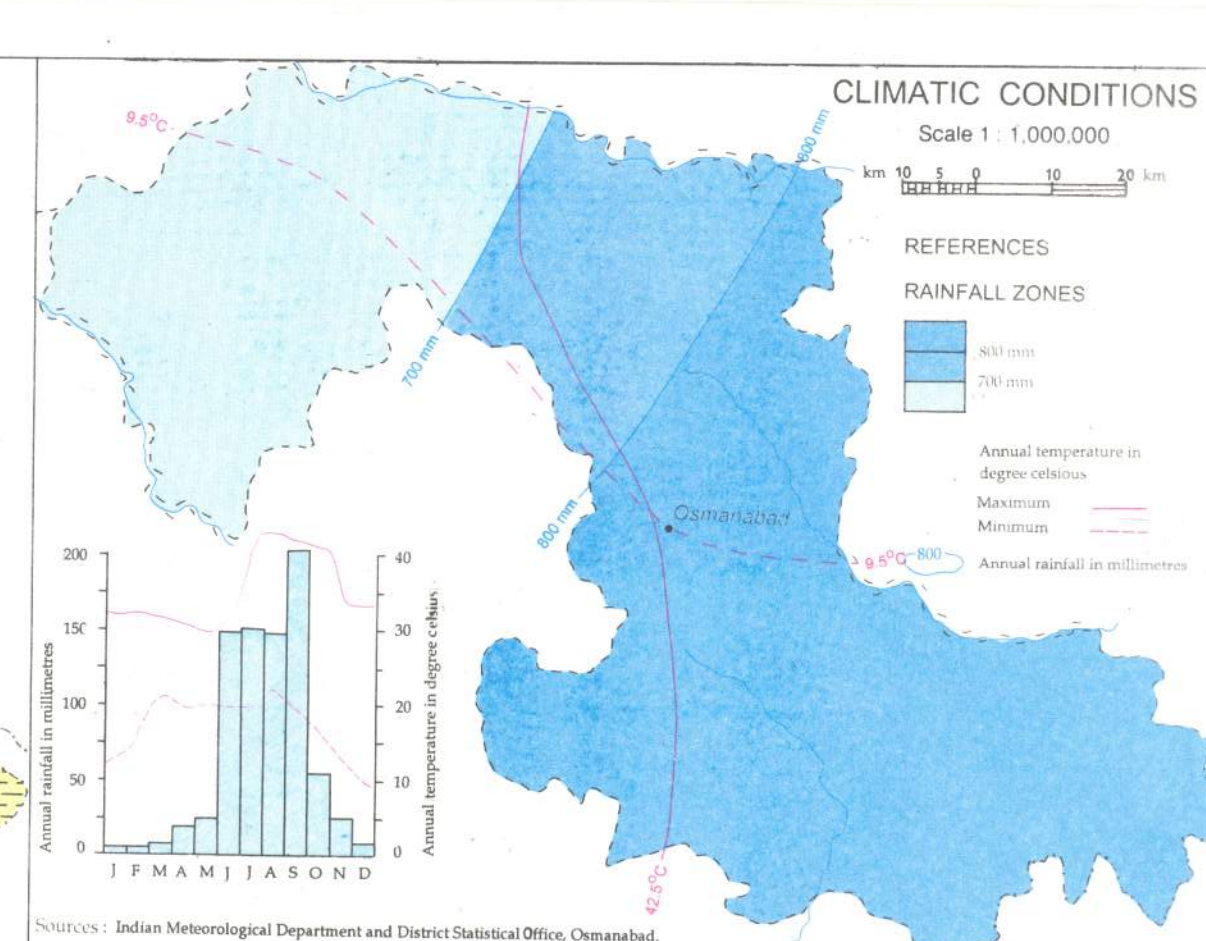 CLIMATIC CONDITIONS
Scale 1 : 1,000,000
km 10 5 0 10 20 km
REFERENCES
RAINFALL ZONES
800 mm
700 mm
Annual temperature in
degree celsious
Maximum
Minimum
800
Annual rainfall in millimetres
9.5°C
700 mm
800 mm
800 mm
Osmanabad
9.5°C
42.5°C
Annual rainfall in millimetres
200
150
100
50
0
Annual temperature in degree celsius
40
30
20
10
0
J F M A M J J A S O N D
Sources : Indian Meteorological Department and District Statistical Office, Osmanabad.